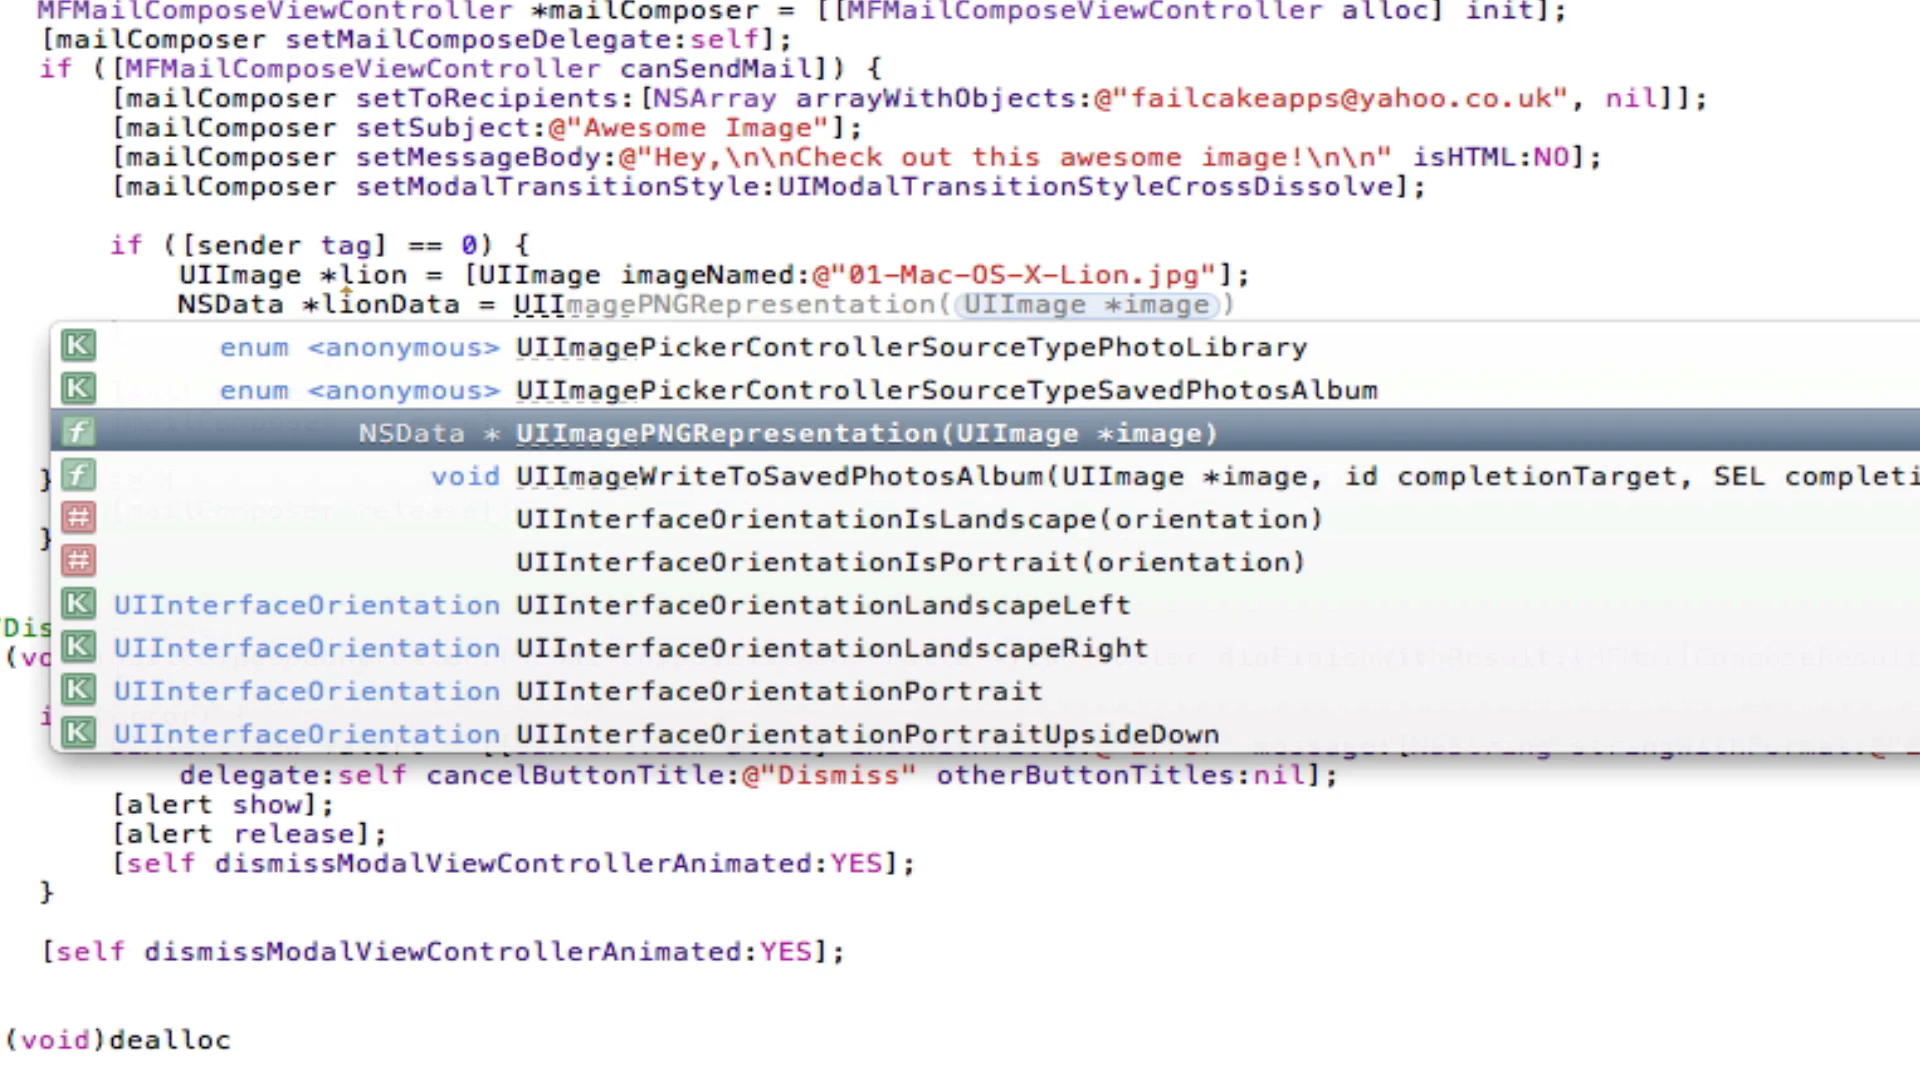 MFMailComposeViewController *mailComposer = [[MFMailComposeViewController alloc] init];
[mailComposer setMailComposeDelegate:self];
if ([MFMailComposeViewController canSendMail]) {
[mailComposer setToRecipients:[NSArray arrayWithObjects:@"failcakeapps@yahoo.co.uk", nil]];
[mailComposer setSubject:@"Awesome Image"];
[mailComposer setMessageBody:@"Hey,\n\nCheck out this awesome image!\n\n" isHTML:NO];
[mailComposer setModalTransitionStyle:UIModalTransitionStyleCrossDissolve];
if ([sender tag] == 0) {
UIImage *lion = [UIImage imageNamed:@"01-Mac-OS-X-Lion.jpg"];
NSData *lionData = UIImagePNGRepresentation(UIImage *image)
K enum <anonymous> UIImagePickerControllerSourceTypePhotoLibrary
K enum <anonymous> UIImagePickerControllerSourceTypeSavedPhotosAlbum
f NSData * UIImagePNGRepresentation(UIImage *image)
} f void UIImageWriteToSavedPhotosAlbum(UIImage *image, id completionTarget, SEL completi
# UIInterfaceOrientationIsLandscape(orientation)
} # UIInterfaceOrientationIsPortrait(orientation)
K UIInterfaceOrientation UIInterfaceOrientationLandscapeLeft
Dis
(vo K UIInterfaceOrientation UIInterfaceOrientationLandscapeRight
K UIInterfaceOrientation UIInterfaceOrientationPortrait
i K UIInterfaceOrientation UIInterfaceOrientationPortraitUpsideDown
delegate:self cancelButtonTitle:@"Dismiss" otherButtonTitles:nil];
[alert show];
[alert release];
[self dismissModalViewControllerAnimated:YES];
}
[self dismissModalViewControllerAnimated:YES];
(void)dealloc